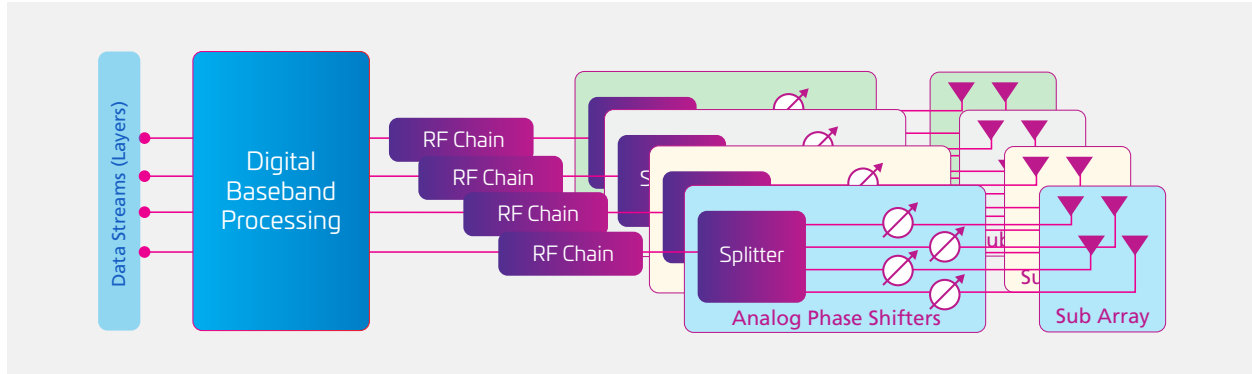 Data Streams (Layers)
Digital
Baseband
Processing
RF Chain
RF Chain
RF Chain
RF Chain
Splitter
Analog Phase Shifters
Sub Array